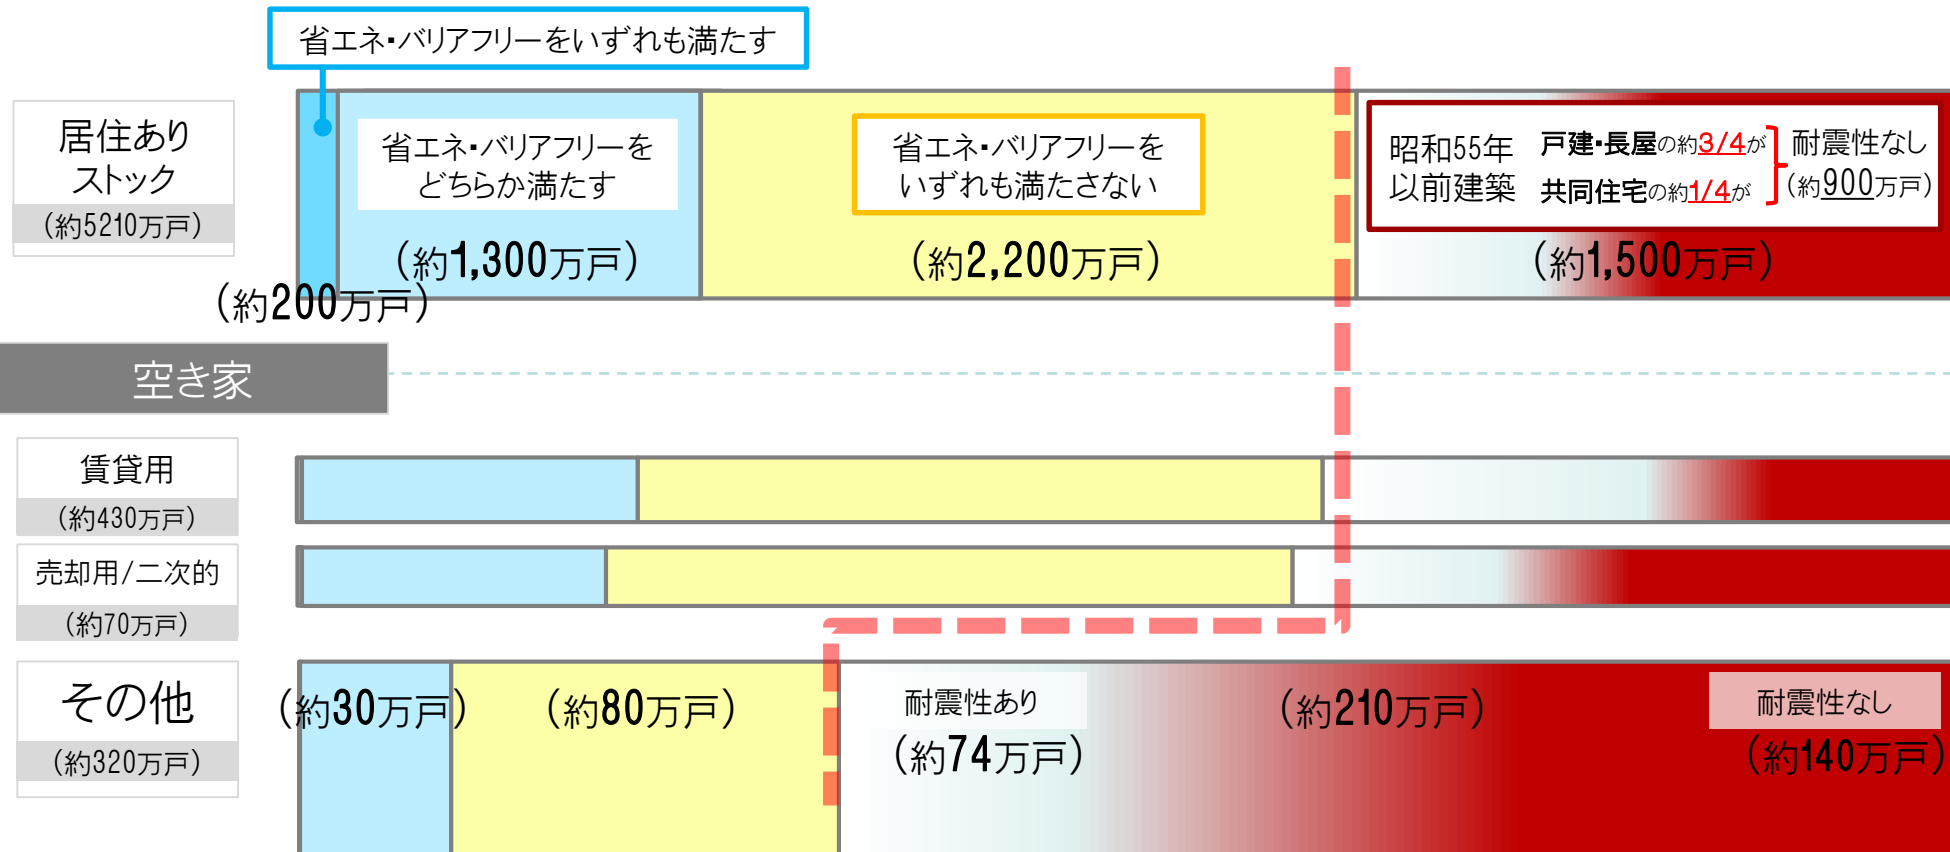 省エネ・バリアフリーをいずれも満たす
居住あり
ストック
(約5210万戸)
省エネ・バリアフリーを
どちらか満たす
(約1,300万戸)
(約200万戸)
省エネ・バリアフリーを
いずれも満たさない
(約2,200万戸)
昭和55年
以前建築
戸建・長屋の約3/4が
共同住宅の約1/4が
耐震性なし
(約900万戸)
(約1,500万戸)
空き家
賃貸用
(約430万戸)
売却用/二次的
(約70万戸)
その他
(約320万戸)
(約30万戸)
(約80万戸)
耐震性あり
(約74万戸)
(約210万戸)
耐震性なし
(約140万戸)